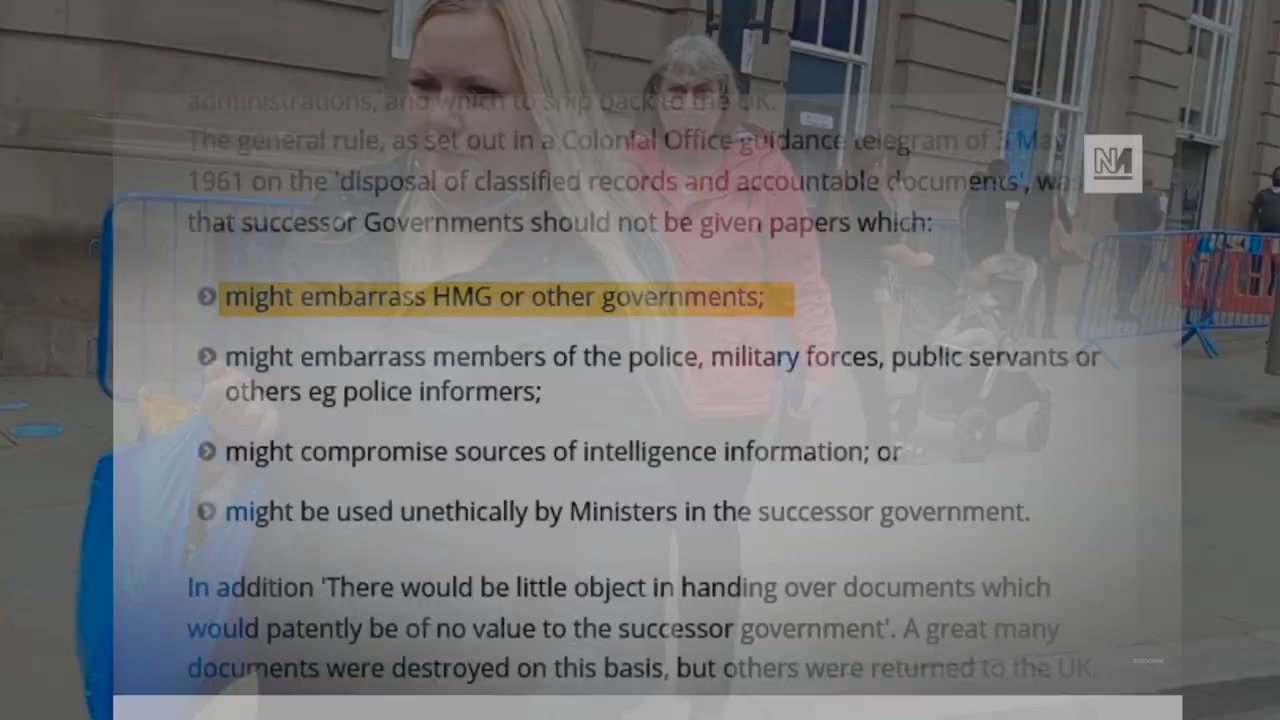 administrations, and which to ship back to the UK.
The general rule, as set out in a Colonial Office guidance telegram of 3 May
1961 on the 'disposal of classified records and accountable documents', was
that successor Governments should not be given papers which:
might embarrass HMG or other governments;
might embarrass members of the police, military forces, public servants or
others eg police informers;
might compromise sources of intelligence information; or
might be used unethically by Ministers in the successor government.
In addition 'There would be little object in handing over documents which
would patently be of no value to the successor government'. A great many
documents were destroyed on this basis, but others were returned to the UK.
NM
SUBSCRIBE